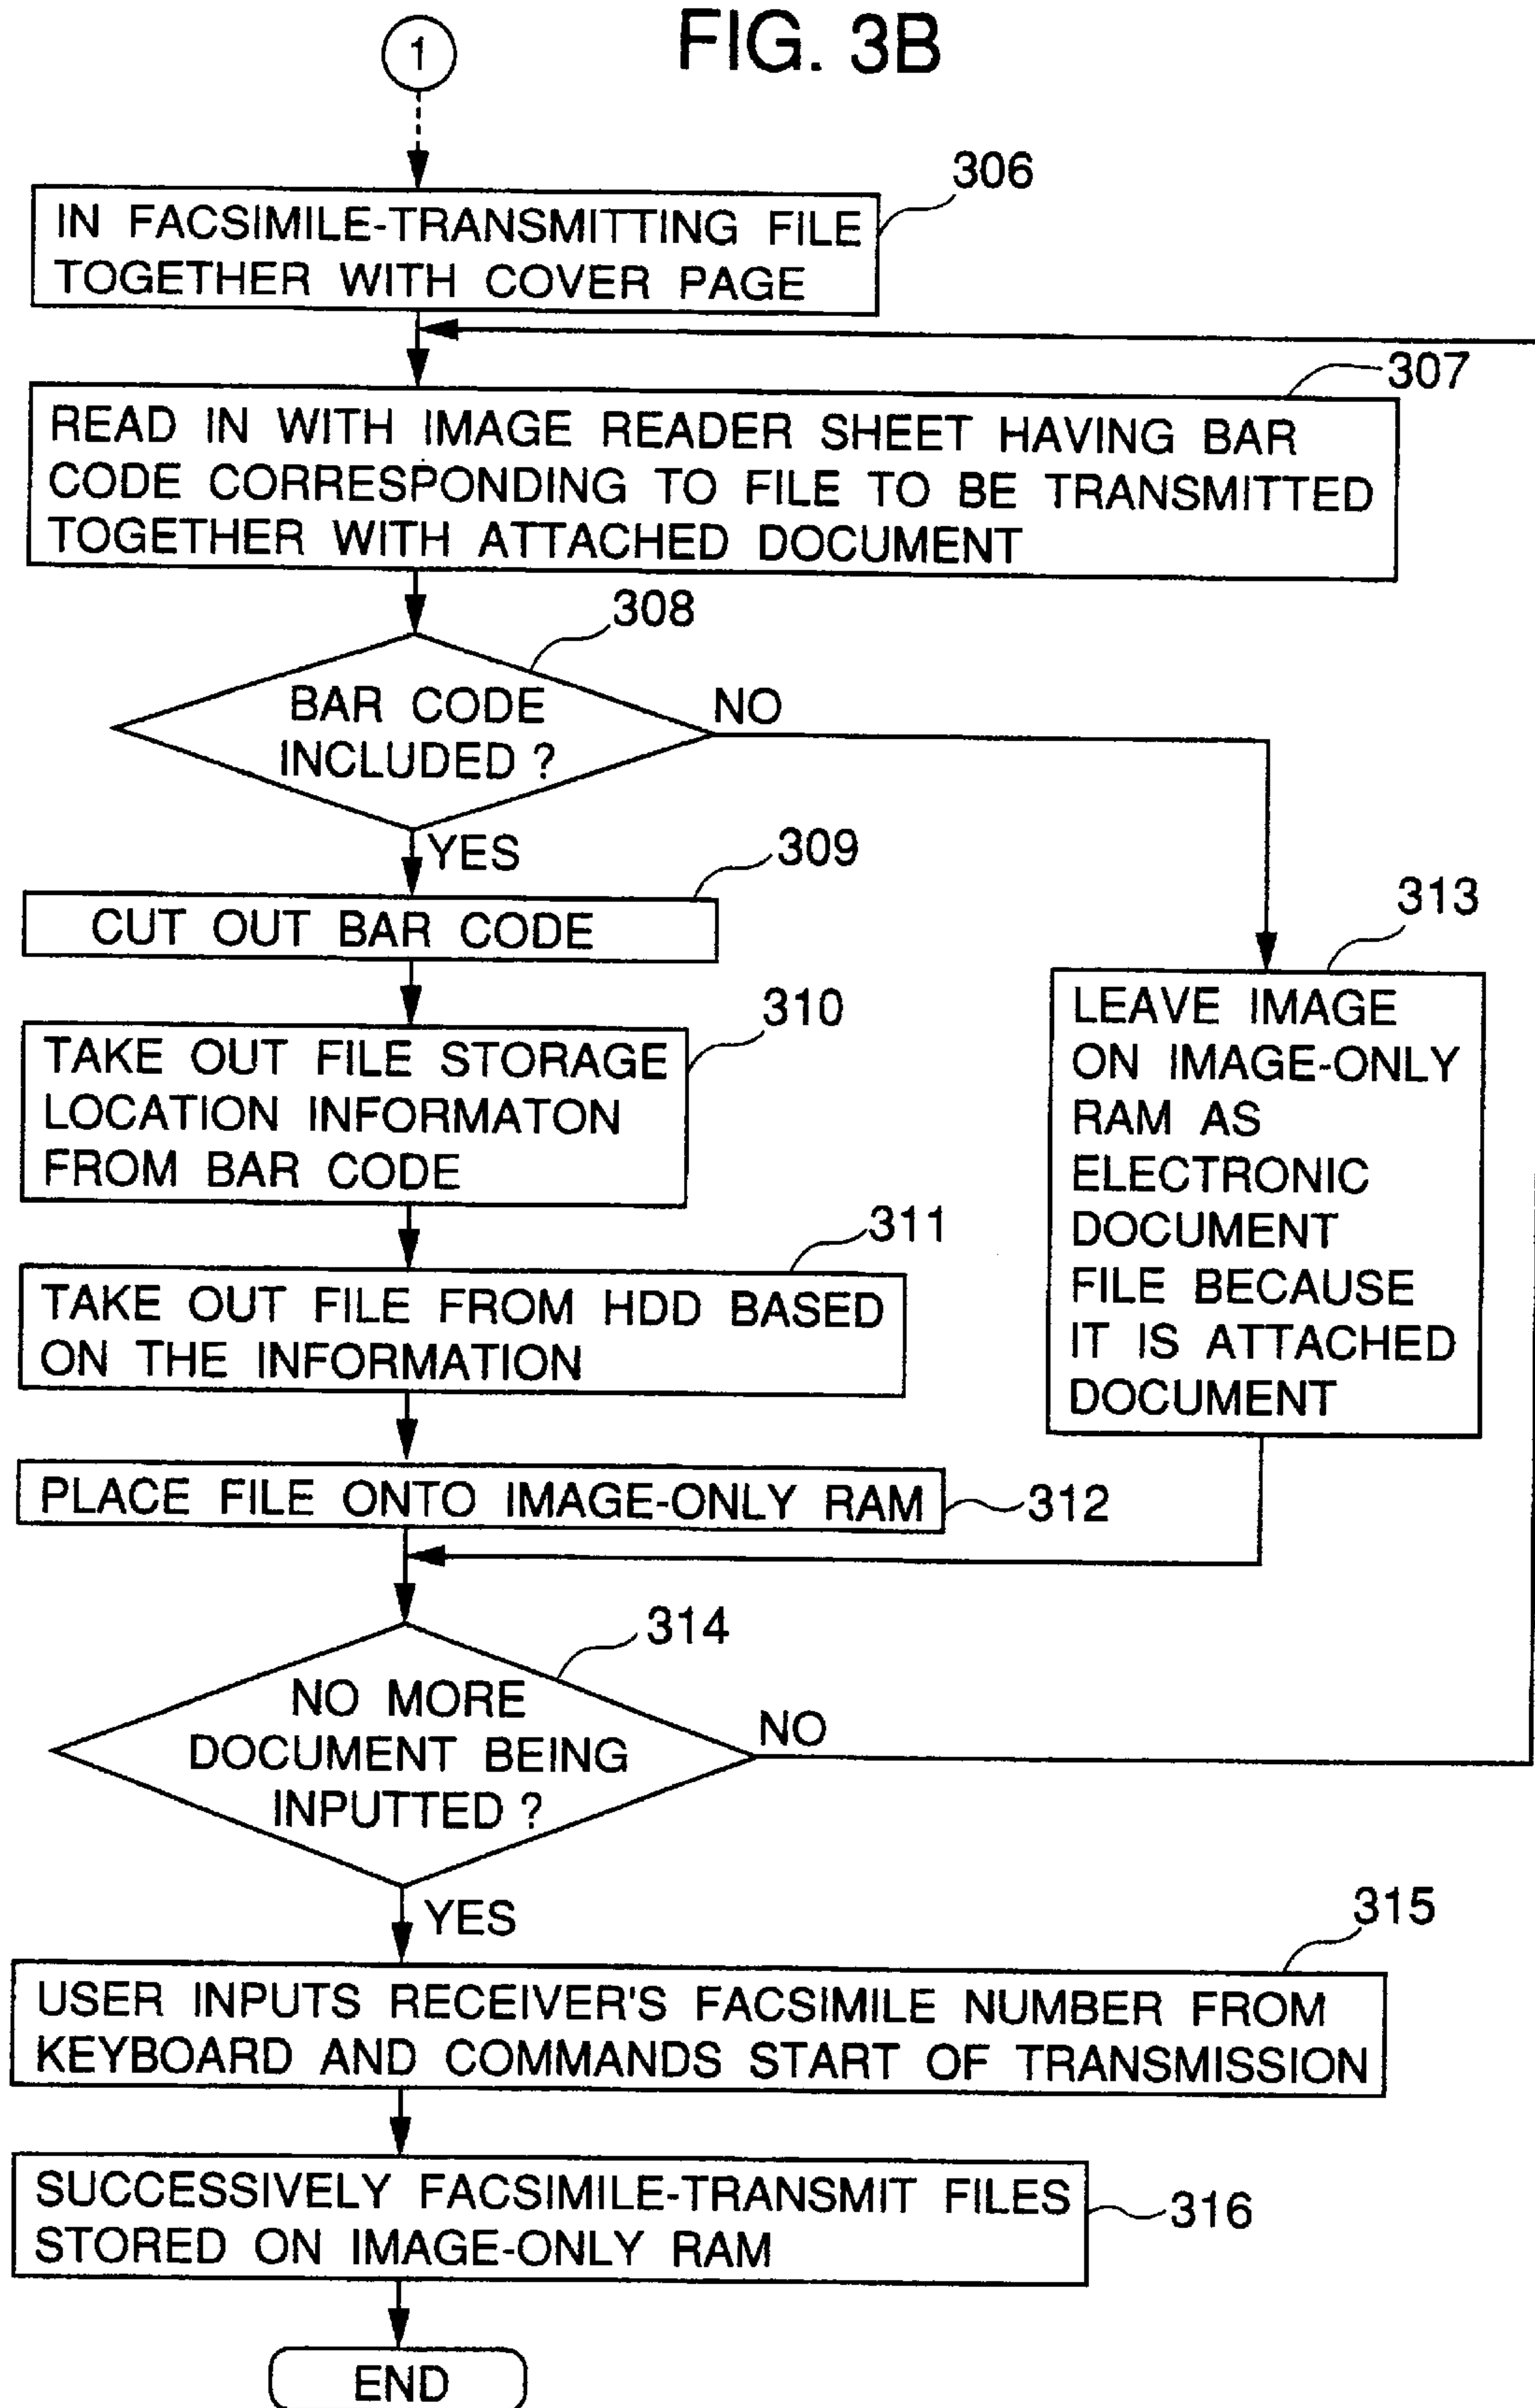 FIG. 3B
1
306
IN FACSIMILE-TRANSMITTING FILE
TOGETHER WITH COVER PAGE
307
READ IN WITH IMAGE READER SHEET HAVING BAR
CODE CORRESPONDING TO FILE TO BE TRANSMITTED
TOGETHER WITH ATTACHED DOCUMENT
308
BAR CODE
INCLUDED ?
NO
YES
309
CUT OUT BAR CODE
310
TAKE OUT FILE STORAGE
LOCATION INFORMATON
FROM BAR CODE
311
TAKE OUT FILE FROM HDD BASED
ON THE INFORMATION
PLACE FILE ONTO IMAGE-ONLY RAM
312
313
LEAVE IMAGE
ON IMAGE-ONLY
RAM AS
ELECTRONIC
DOCUMENT
FILE BECAUSE
IT IS ATTACHED
DOCUMENT
314
NO MORE
DOCUMENT BEING
INPUTTED ?
NO
YES
315
USER INPUTS RECEIVER'S FACSIMILE NUMBER FROM
KEYBOARD AND COMMANDS START OF TRANSMISSION
SUCCESSIVELY FACSIMILE-TRANSMIT FILES
STORED ON IMAGE-ONLY RAM
316
END